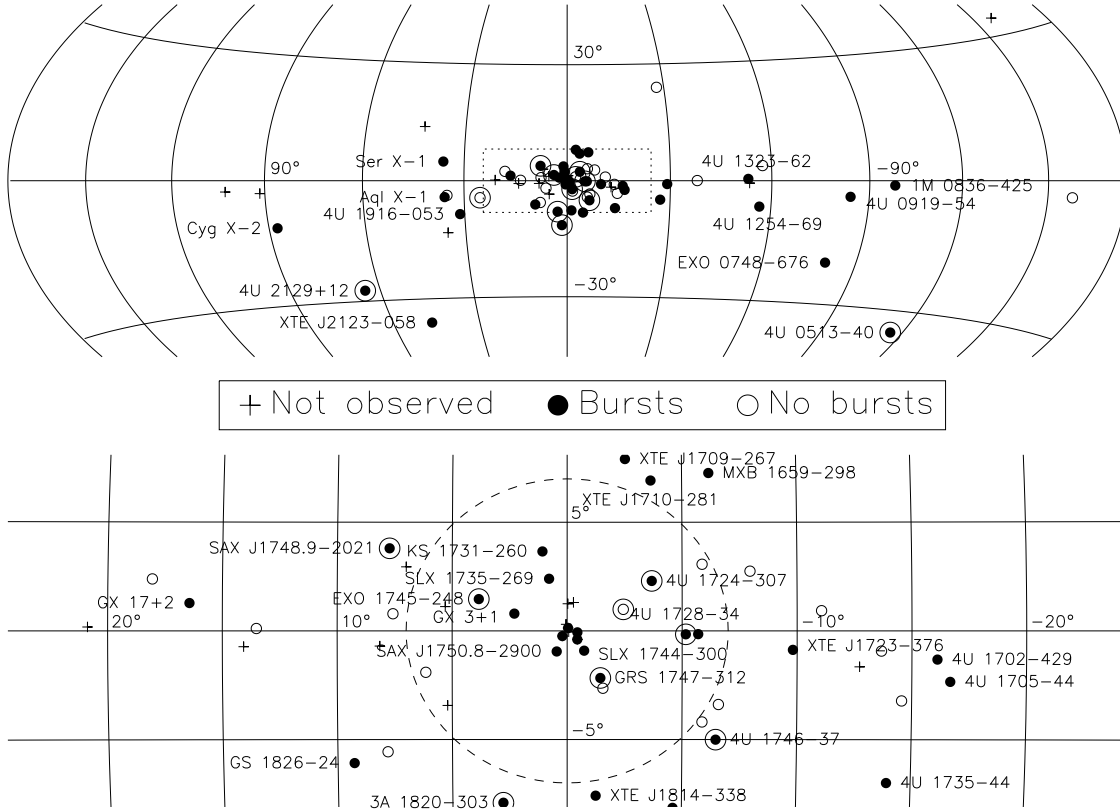 30°
Ser X-1
90°
4U 1323-62
-90°
1M 0836-425
Aql X-1
4U 0919-54
4U 1916-053
4U 1254-69
Cyg X-2
EXO 0748-676
4U 2129+12
-30°
XTE J2123-058
4U 0513-40
Not observed Bursts No bursts
XTE J1709-267
MXB 1659-298
XTE J1710-281
5°
SAX J1748.9-2021
KS 1731-260
SLX 1735-269
4U 1724-307
EXO 1745-248
GX 17+2
GX 3+1
4U 1728-34
20°
10°
-10°
-20°
SAX J1750.8-2900
SLX 1744-300
XTE J1723-376
4U 1702-429
GRS 1747-312
4U 1705-44
-5°
4U 1746-37
GS 1826-24
4U 1735-44
3A 1820-303
XTE J1814-338